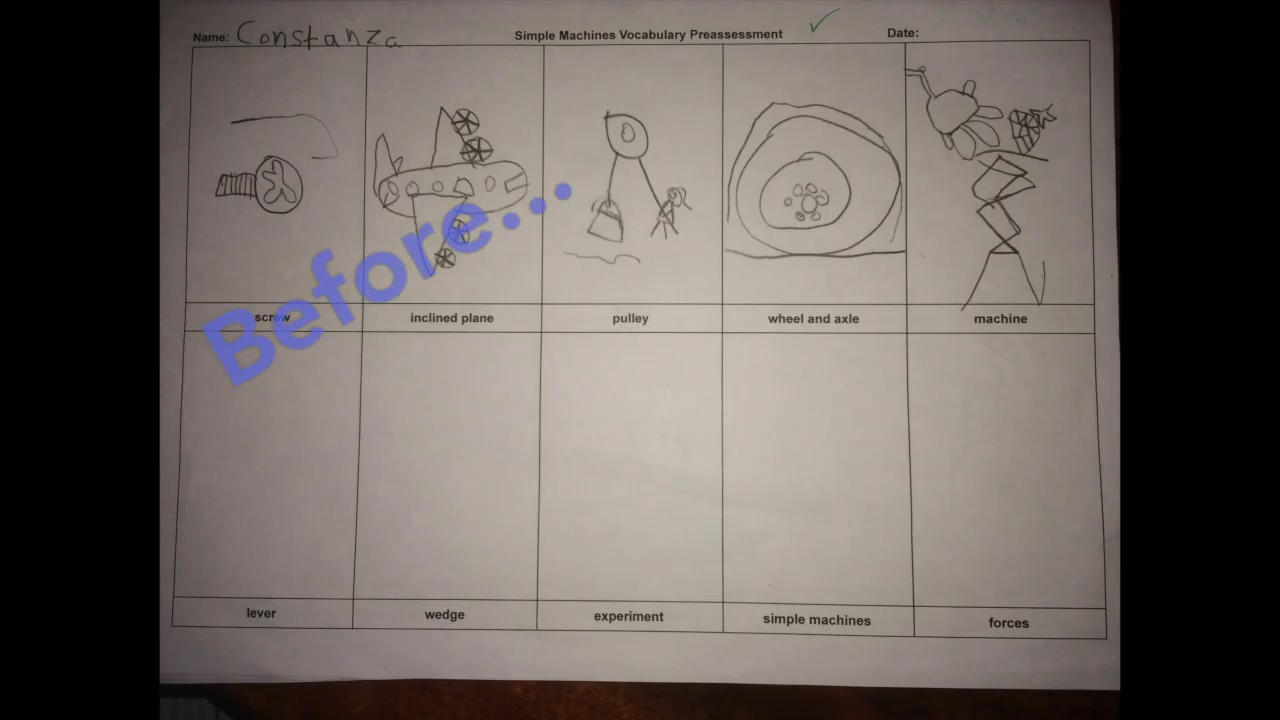 Name: Constanza Simple Machines Vocabulary Preassessment Date:
Before...
screw inclined plane pulley wheel and axle machine
lever wedge experiment simple machines forces